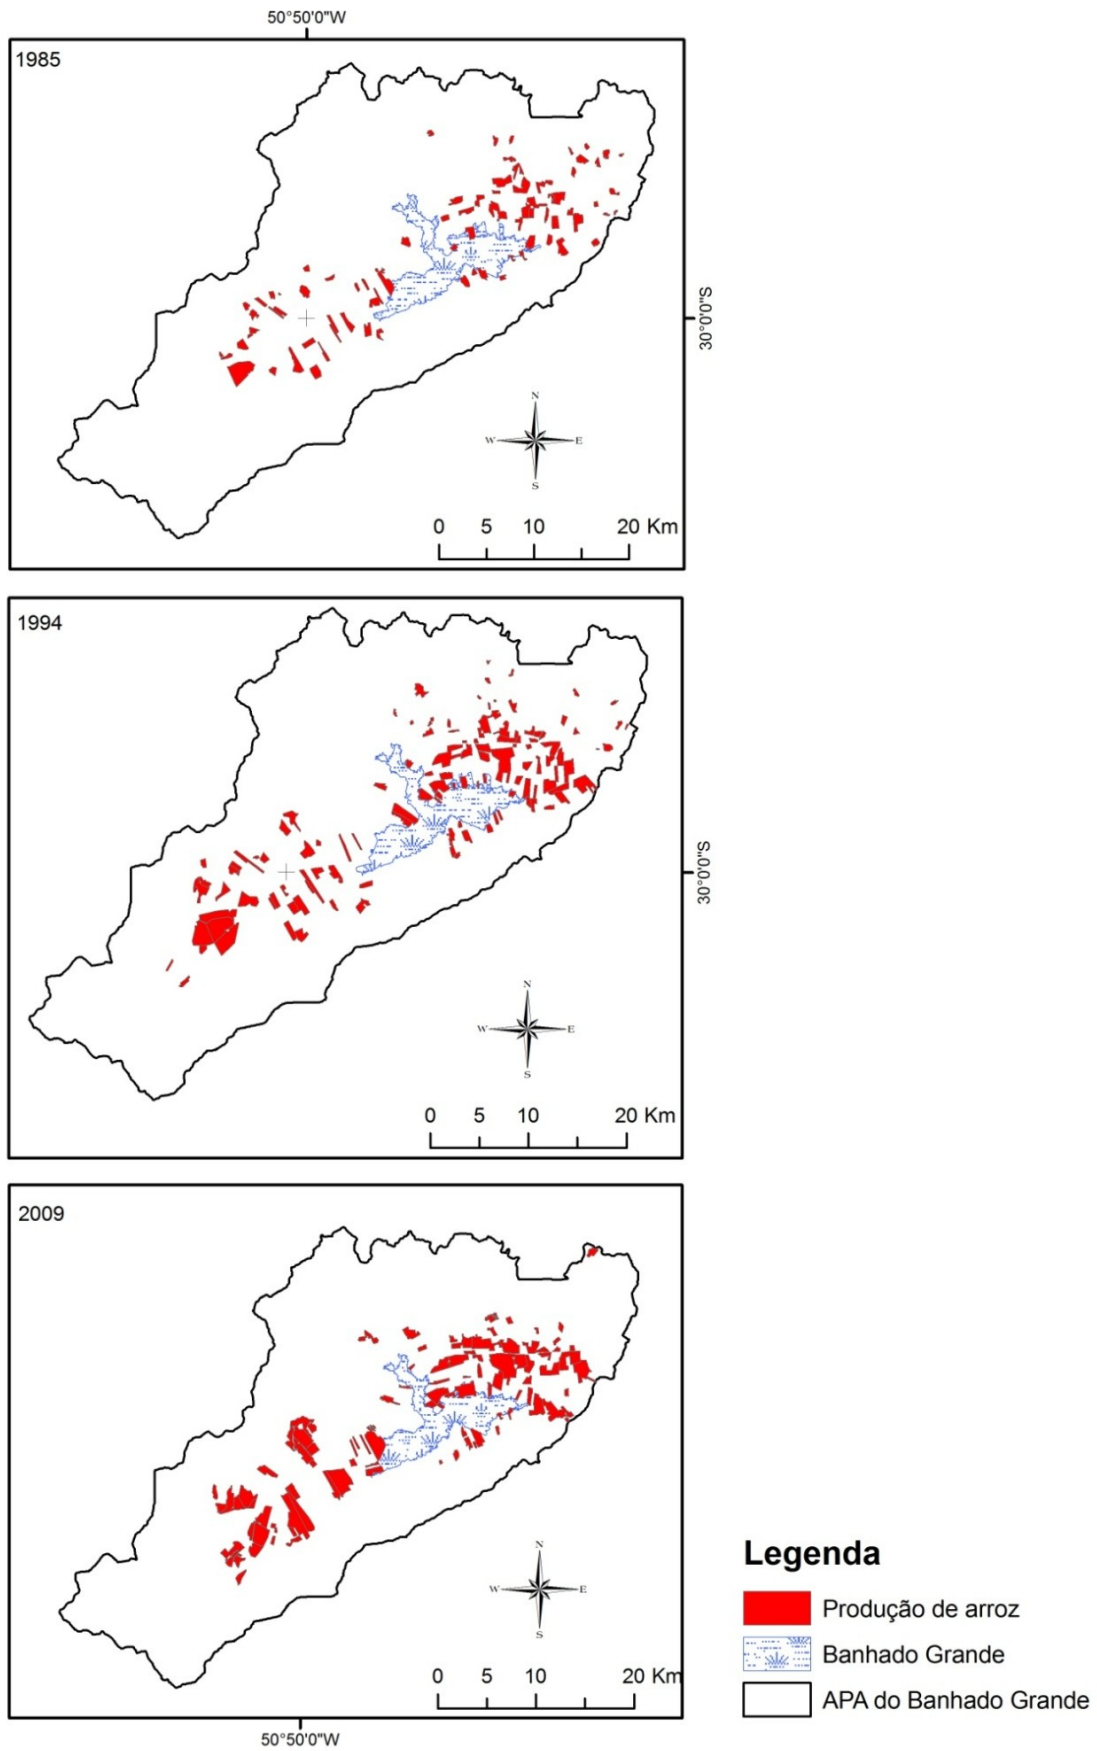 50°50'0"W
1985
30°0'0"S
N
W E
S
0 5 10 20 Km
1994
30°0'0"S
N
W E
S
0 5 10 20 Km
2009
N
W E
S
0 5 10 20 Km
50°50'0"W
Legenda
Produção de arroz
Banhado Grande
APA do Banhado Grande